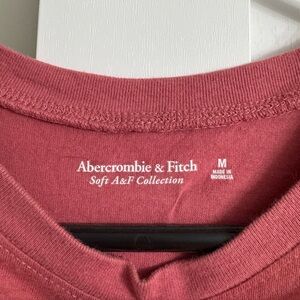 Abercrombie & Fitch
Soft A&F Collection
M
MADE IN
INDONESIA